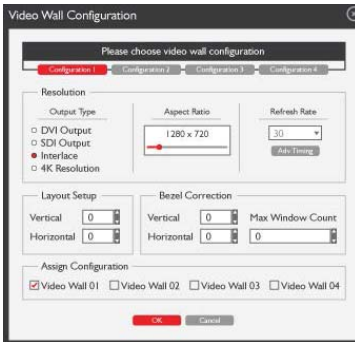 Video Wall Configuration
Please choose video wall configuration
Configuration 1 Configuration 2 Configuration 3 Configuration 4
Resolution
Output Type Aspect Ratio Refresh Rate
DVI Output
SDI Output
Interlace
4K Resolution
1280 x 720
30
Adv Timing
Layout Setup Bezel Correction
Vertical 0 Vertical 0 Max Window Count
Horizontal 0 Horizontal 0 0
Assign Configuration
Video Wall 01 Video Wall 02 Video Wall 03 Video Wall 04
OK Cancel